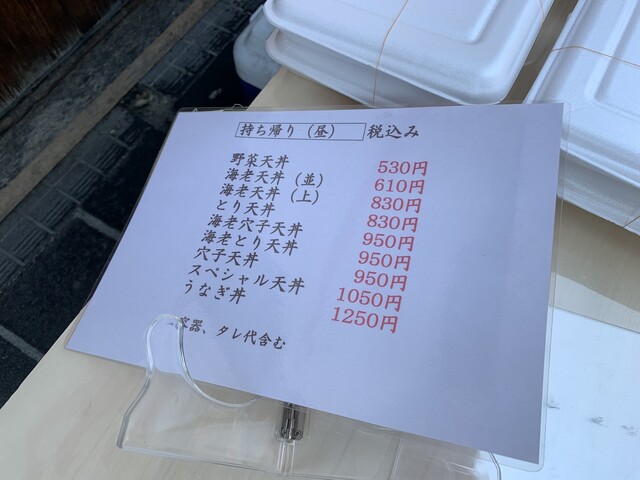 持ち帰り（昼） 税込み
野菜天丼 530円
海老天丼（並） 610円
海老天丼（上） 830円
とり天丼 830円
海老穴子天丼 950円
海老とり天丼 950円
穴子天丼 950円
スペシャル天丼 1050円
うなぎ丼 1250円
容器、タレ代含む